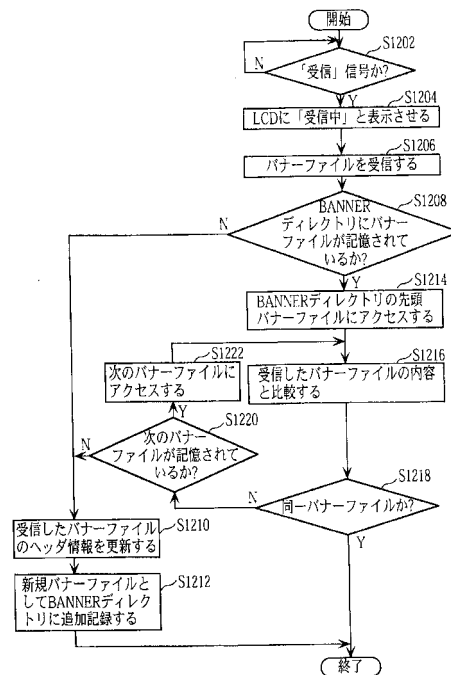 開始
S1202
「受信」信号か?
N
Y
S1204
LCDに「受信中」と表示させる
S1206
バナーファイルを受信する
S1208
BANNER
ディレクトリにバナー
ファイルが記憶されて
いるか?
N
Y
S1214
BANNERディレクトリの先頭
バナーファイルにアクセスする
S1222
次のバナーファイルに
アクセスする
S1216
受信したバナーファイルの内容
と比較する
Y
S1220
次のバナー
ファイルが記憶されて
いるか?
N
S1218
同一バナーファイルか?
N
Y
S1210
受信したバナーファイル
のヘッダ情報を更新する
S1212
新規バナーファイルと
してBANNERディレク
トリに追加記録する
終了